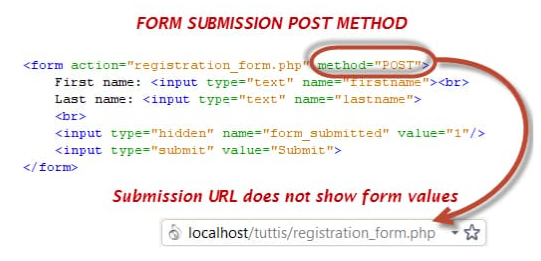 FORM SUBMISSION POST METHOD
<form action="registration_form.php" method="POST">
First name: <input type="text" name="firstname"><br>
Last name: <input type="text" name="lastname">
<br>
<input type="hidden" name="form_submitted" value="1"/>
<input type="submit" value="Submit">
</form>
Submission URL does not show form values
localhost/tuttis/registration_form.php